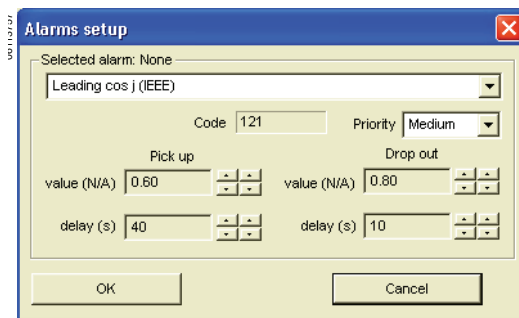 Alarms setup
Selected alarm: None
Leading cos j (IEEE)
Code 121 Priority Medium
Pick up Drop out
value (N/A) 0.60 value (N/A) 0.80
delay (s) 40 delay (s) 10
OK Cancel